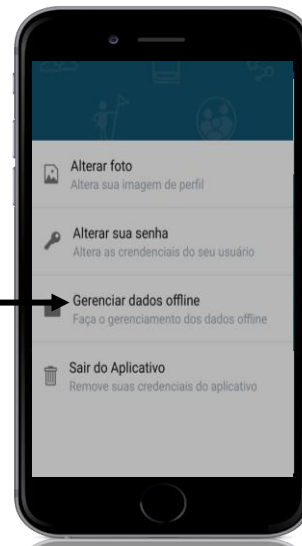 Alterar foto
Altera sua imagem de perfil
Alterar sua senha
Altera as crendenciais do seu usuário
Gerenciar dados offline
Faça o gerenciamento dos dados offline
Sair do Aplicativo
Remove suas credenciais do aplicativo